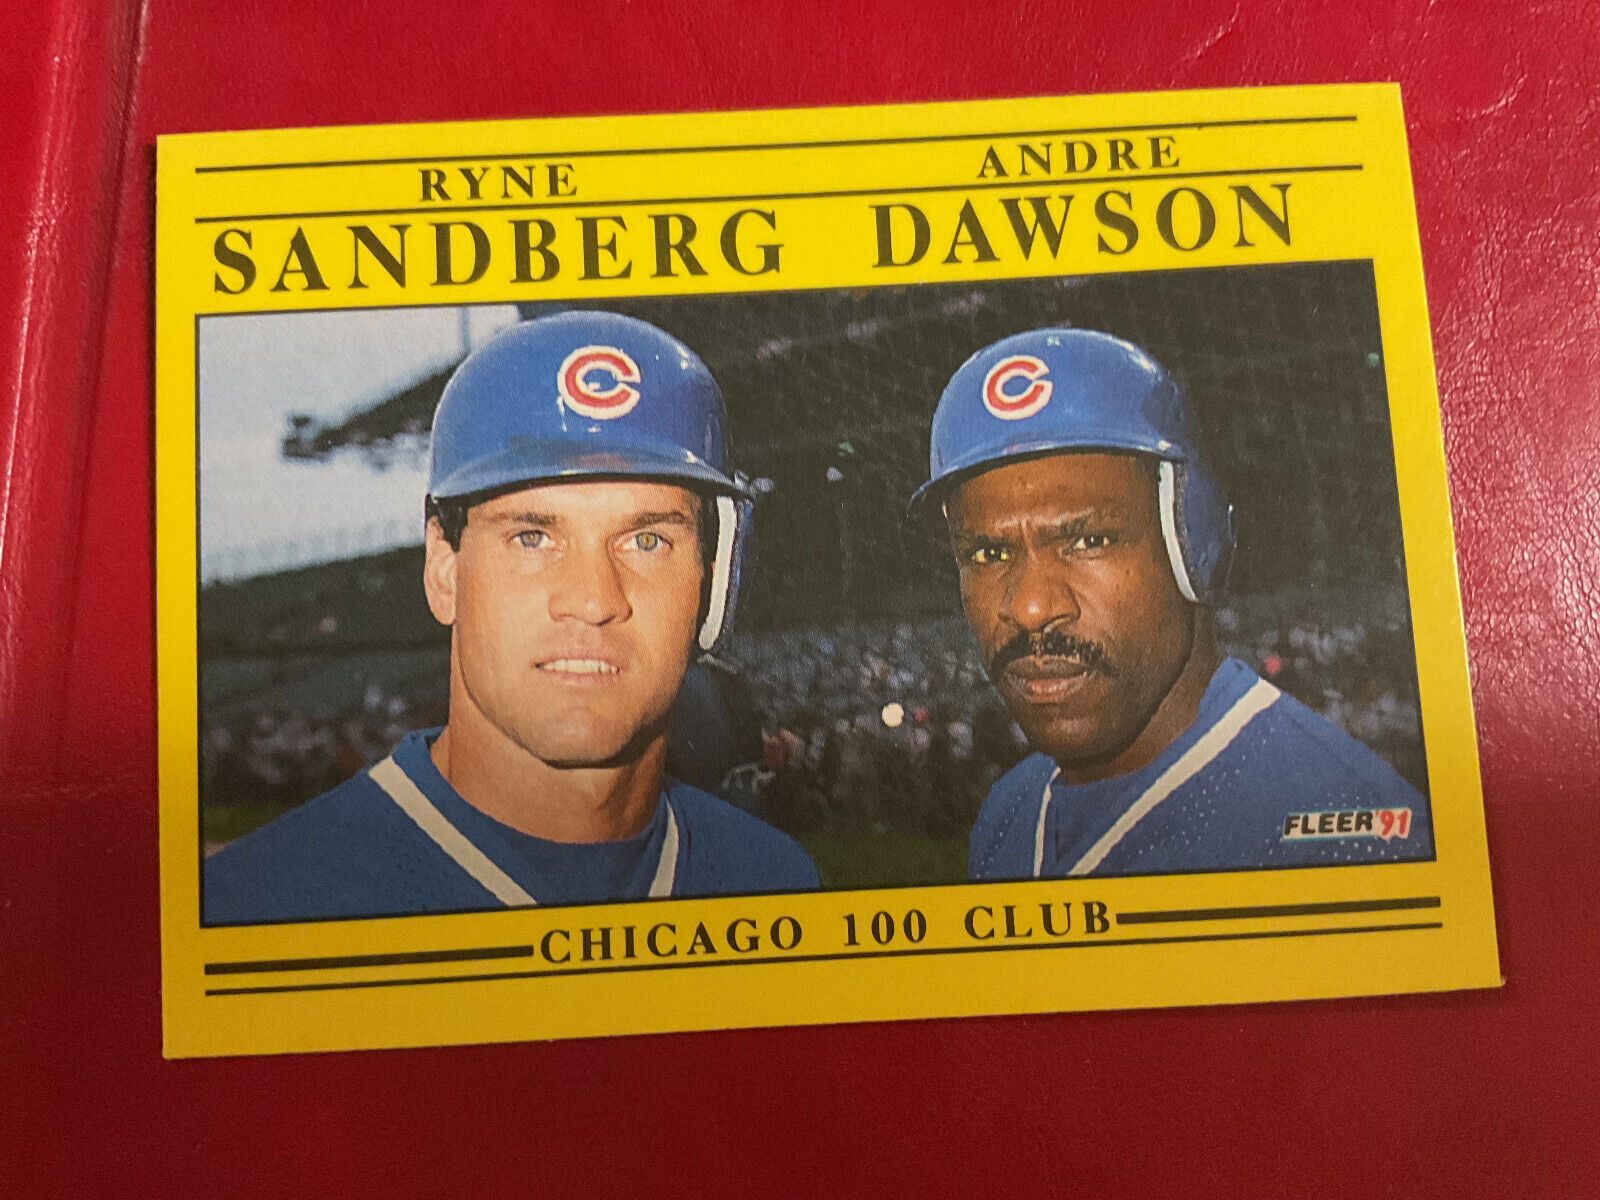 RYNE ANDRE
SANDBERG DAWSON
C C
FLEER '91
CHICAGO 100 CLUB